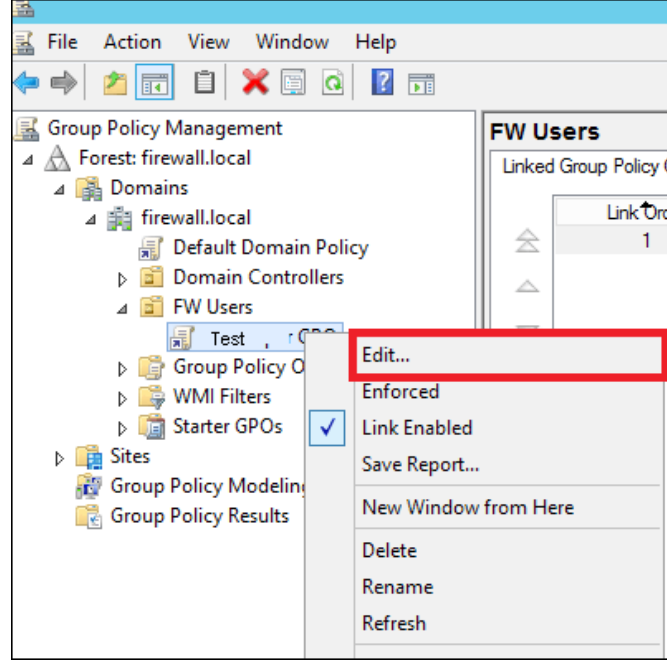 File Action View Window Help
Group Policy Management
Forest: firewall.local
Domains
firewall.local
Default Domain Policy
Domain Controllers
FW Users
Test
Group Policy O
WMI Filters
Starter GPOs
Sites
Group Policy Modeling
Group Policy Results
FW Users
Linked Group Policy
Link Ord
1
Edit...
Enforced
Link Enabled
Save Report...
New Window from Here
Delete
Rename
Refresh